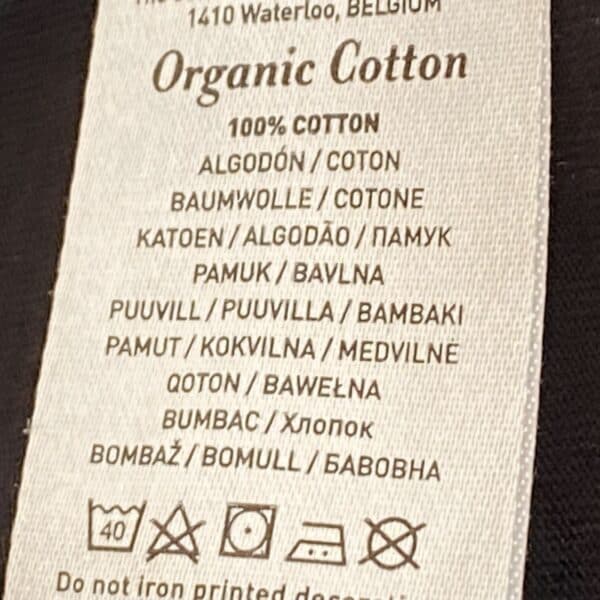 1410 Waterloo, BELGIUM
Organic Cotton
100% COTTON
ALGODÓN / COTON
BAUMWOLLE / COTONE
KATOEN / ALGODÃO / ПАМУК
PAMUK / BAVLNA
PUUVILL / PUUVILLA / BAMBAKI
PAMUT / KOKVILNA / MEDVILNE
QOTON / BAWEŁNA
BUMBAC / Хлопок
BOMBAŽ / BOMULL / БАВОВНА
40
Do not iron printed